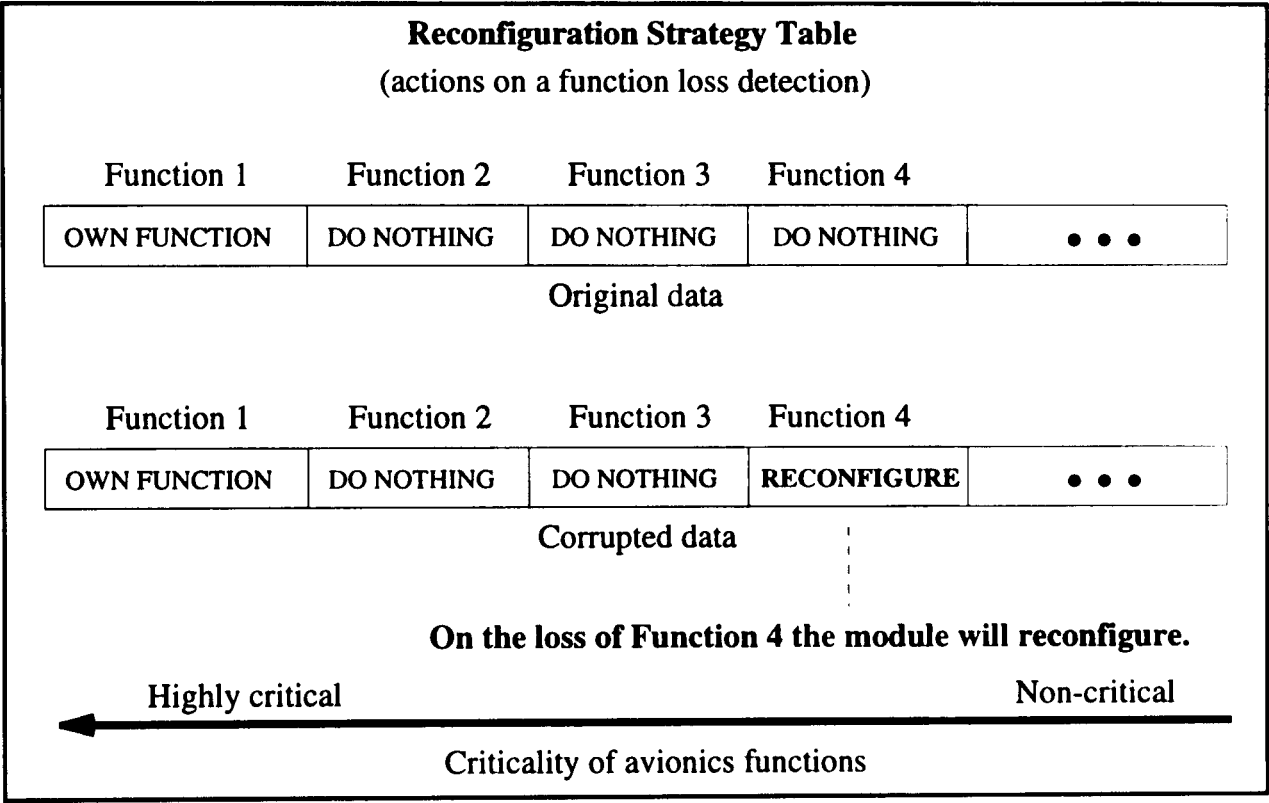 Reconfiguration Strategy Table
(actions on a function loss detection)
Function 1 Function 2 Function 3 Function 4
OWN FUNCTION DO NOTHING DO NOTHING DO NOTHING • • •
Original data
Function 1 Function 2 Function 3 Function 4
OWN FUNCTION DO NOTHING DO NOTHING RECONFIGURE • • •
Corrupted data
On the loss of Function 4 the module will reconfigure.
Highly critical Non-critical
Criticality of avionics functions